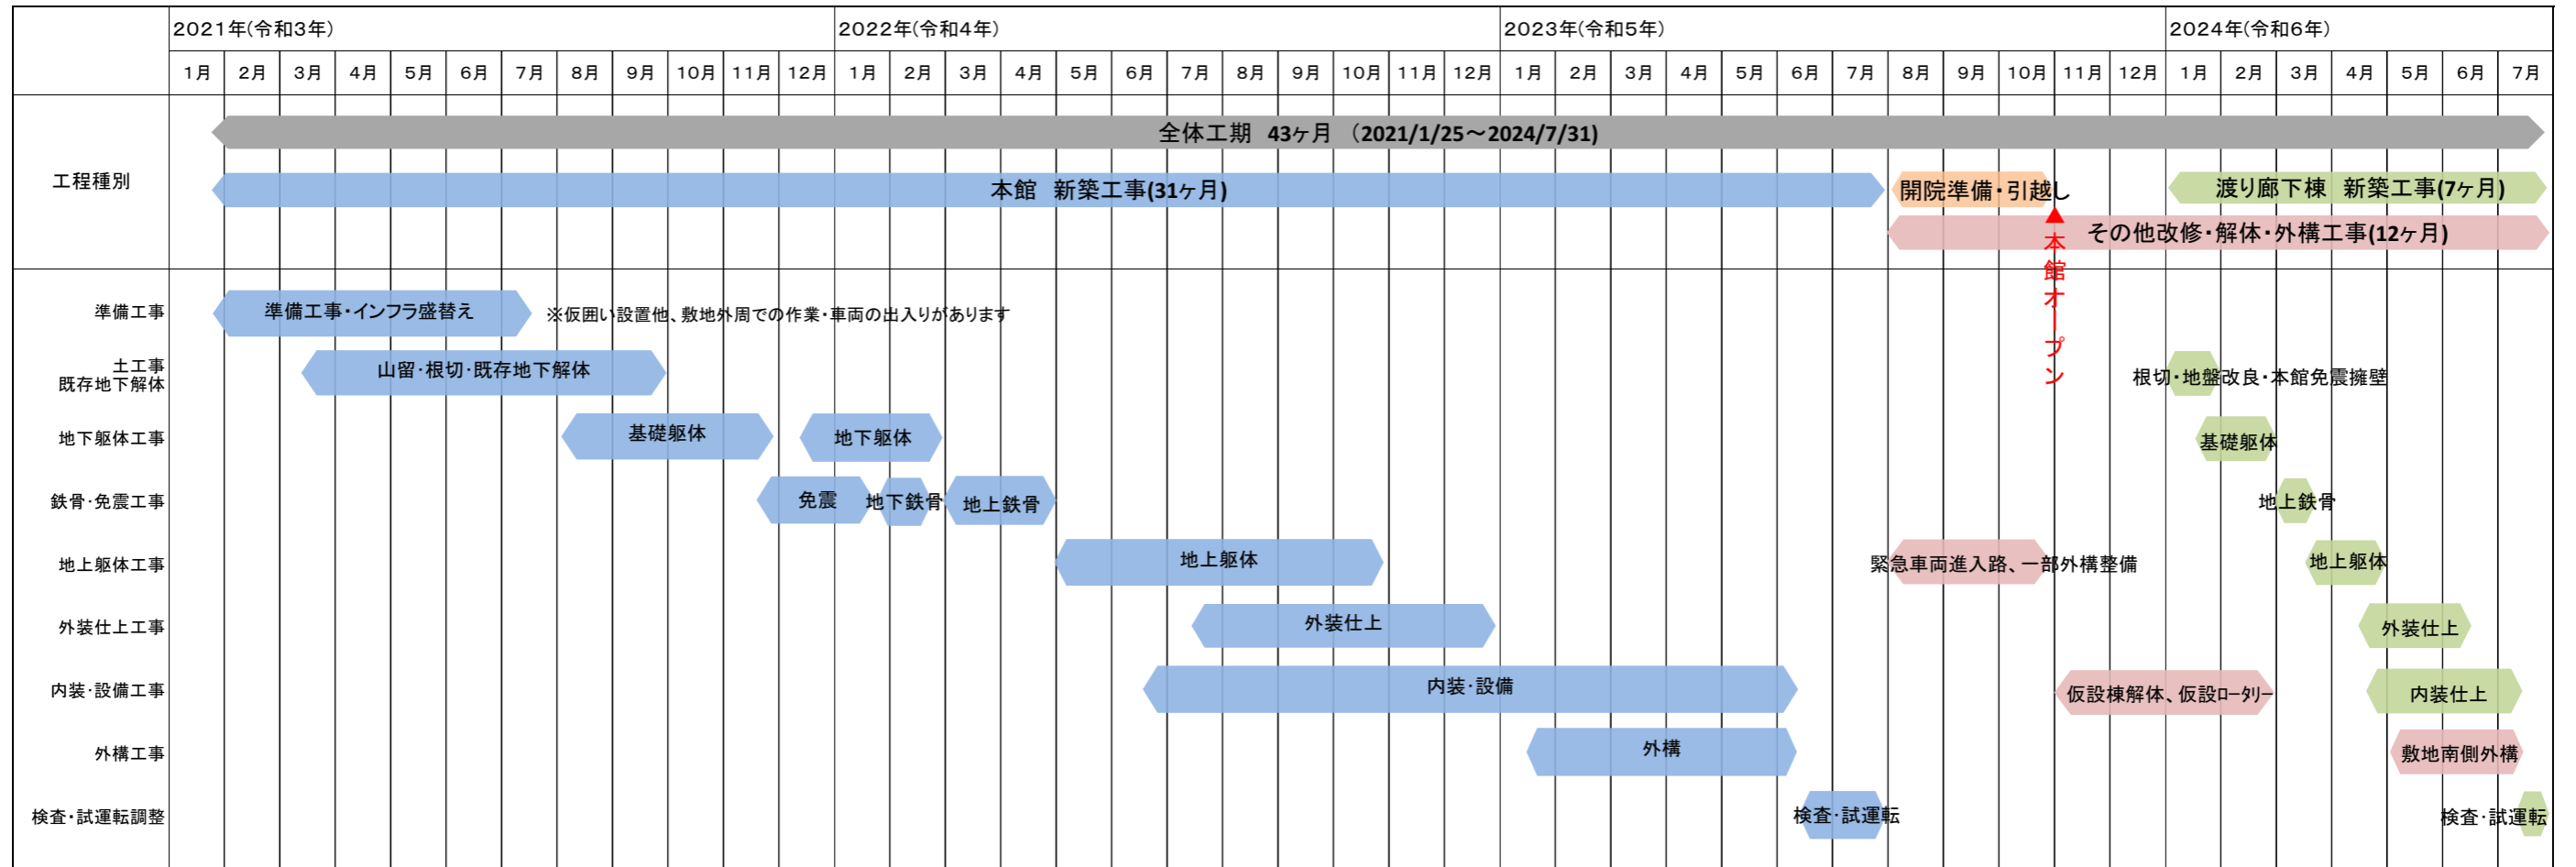 2021年(令和3年)
2022年(令和4年)
2023年(令和5年)
2024年(令和6年)
1月 2月 3月 4月 5月 6月 7月 8月 9月 10月 11月 12月 1月 2月 3月 4月 5月 6月 7月 8月 9月 10月 11月 12月 1月 2月 3月 4月 5月 6月 7月 8月 9月 10月 11月 12月 1月 2月 3月 4月 5月 6月 7月
工程種別
全体工期 43ヶ月 (2021/1/25～2024/7/31)
本館 新築工事(31ヶ月)
開院準備・引越し
渡り廊下棟 新築工事(7ヶ月)
その他改修・解体・外構工事(12ヶ月)
▲本館オープン
準備工事
準備工事・インフラ盛替え
※仮囲い設置他、敷地外周での作業・車両の出入りがあります
土工事
既存地下解体
山留・根切・既存地下解体
根切・地盤改良・本館免震擁壁
地下躯体工事
基礎躯体
地下躯体
基礎躯体
鉄骨・免震工事
免震
地下鉄骨
地上鉄骨
地上鉄骨
地上躯体工事
地上躯体
緊急車両進入路、一部外構整備
地上躯体
外装仕上工事
外装仕上
外装仕上
内装・設備工事
内装・設備
仮設棟解体、仮設ロータリー
内装仕上
外構工事
外構
敷地南側外構
検査・試運転調整
検査・試運転
検査・試運転